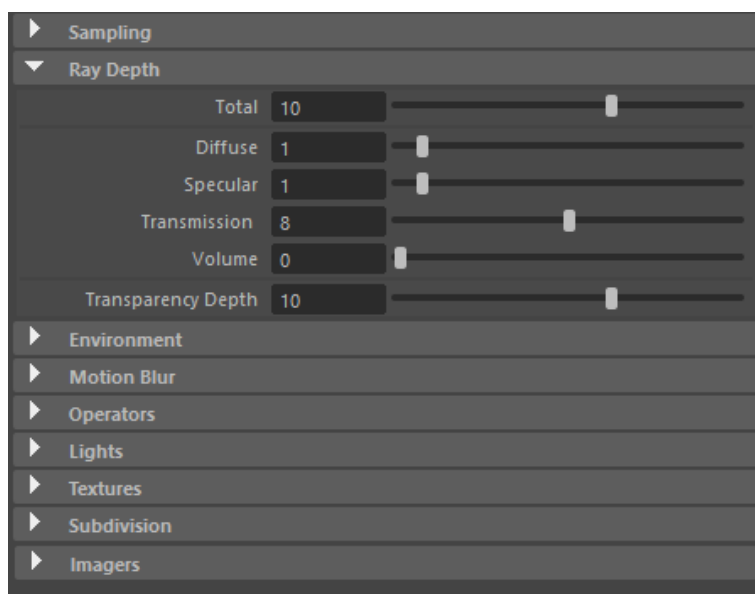 Sampling
Ray Depth
Total 10
Diffuse 1
Specular 1
Transmission 8
Volume 0
Transparency Depth 10
Environment
Motion Blur
Operators
Lights
Textures
Subdivision
Imagers